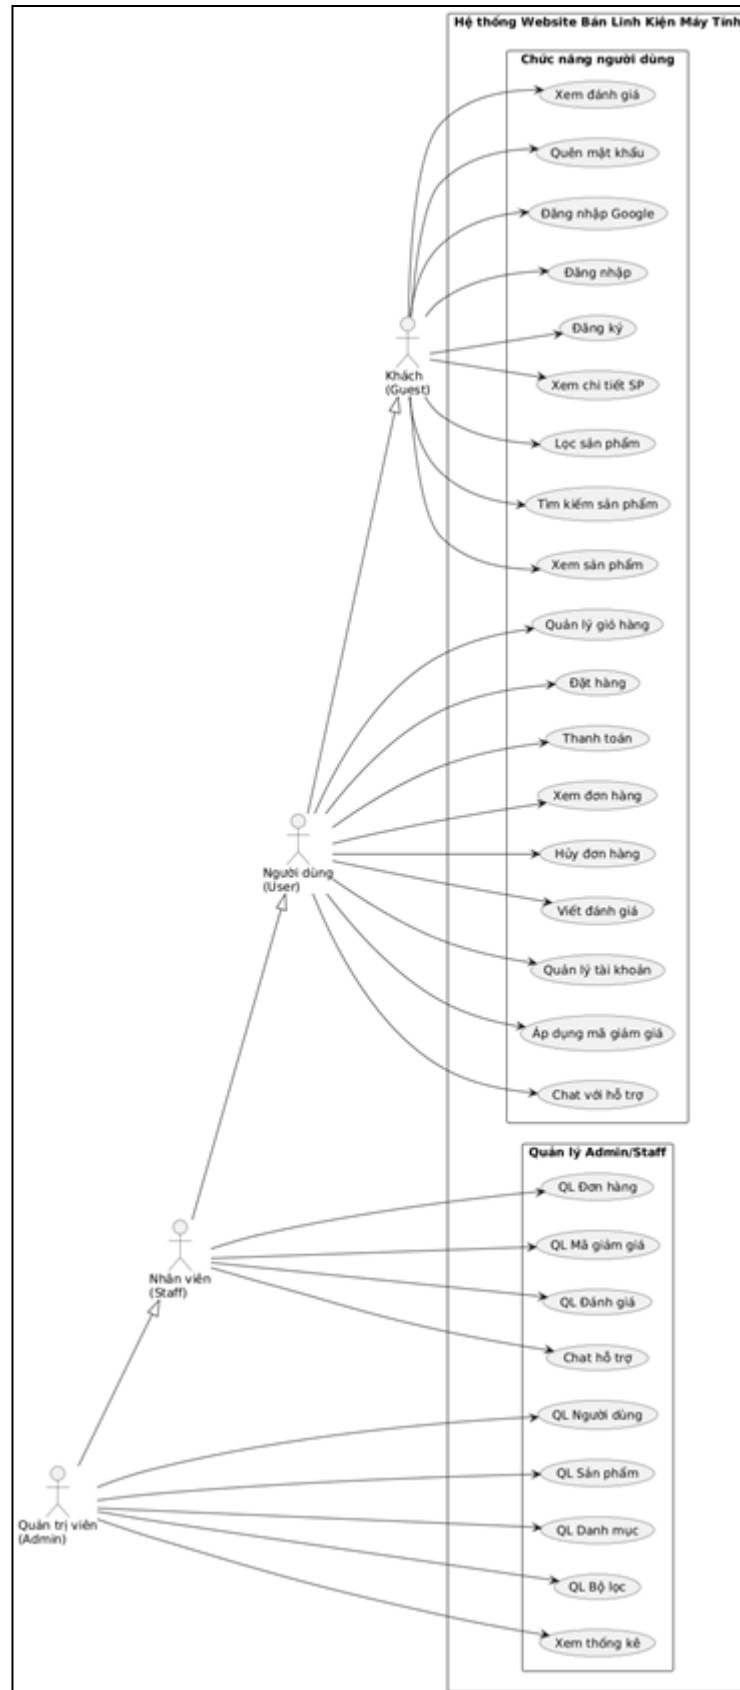 Hệ thống Website Bán Linh Kiện Máy Tính
Chức năng người dùng
Xem đánh giá
Quên mật khẩu
Đăng nhập Google
Đăng nhập
Đăng ký
Khách
(Guest)
Xem chi tiết SP
Lọc sản phẩm
Tìm kiếm sản phẩm
Xem sản phẩm
Quản lý giỏ hàng
Đặt hàng
Thanh toán
Xem đơn hàng
Hủy đơn hàng
Người dùng
(User)
Viết đánh giá
Quản lý tài khoản
Áp dụng mã giảm giá
Chat với hỗ trợ
Quản lý Admin/Staff
QL Đơn hàng
QL Mã giảm giá
Nhân viên
(Staff)
QL Đánh giá
Chat hỗ trợ
QL Người dùng
QL Sản phẩm
Quản trị viên
(Admin)
QL Danh mục
QL Bộ lọc
Xem thống kê